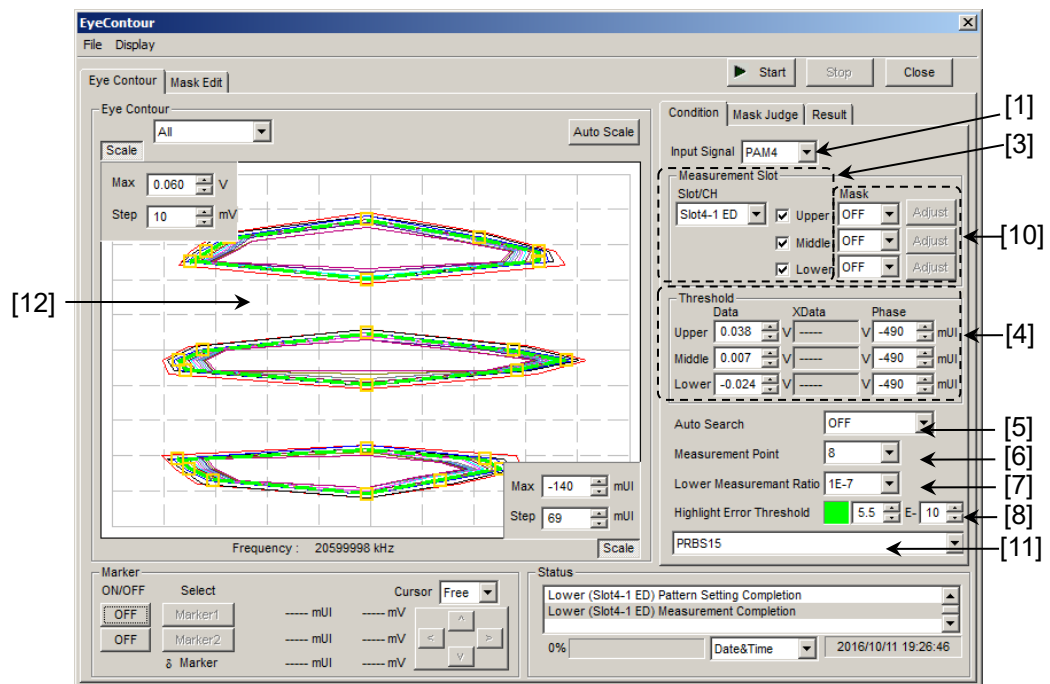 EyeContour
File Display
Start Stop Close
Eye Contour Mask Edit
Eye Contour
All
Auto Scale
Scale
Max 0.060 V
Step 10 mV
[12]
Max -140 mUI
Step 69 mUI
Frequency : 20599998 kHz
Scale
Condition Mask Judge Result
[1]
Input Signal PAM4
[3]
Measurement Slot
Slot/CH Mask
Slot4-1 ED Upper OFF Adjust
Middle OFF Adjust
[10]
Lower OFF Adjust
Threshold
Data XData Phase
Upper 0.038 V ----- V -490 mUI
[4]
Middle 0.007 V ----- V -490 mUI
Lower -0.024 V ----- V -490 mUI
Auto Search OFF
[5]
Measurement Point 8
[6]
Lower Measuremant Ratio 1E-7
[7]
Highlight Error Threshold 5.5 E- 10
[8]
PRBS15
[11]
Marker
ON/OFF Select Cursor Free
OFF Marker1 ----- mUI ----- mV
^
OFF Marker2 ----- mUI ----- mV
< >
δ Marker ----- mUI ----- mV
v
Status
Lower (Slot4-1 ED) Pattern Setting Completion
Lower (Slot4-1 ED) Measurement Completion
0% Date&Time 2016/10/11 19:26:46